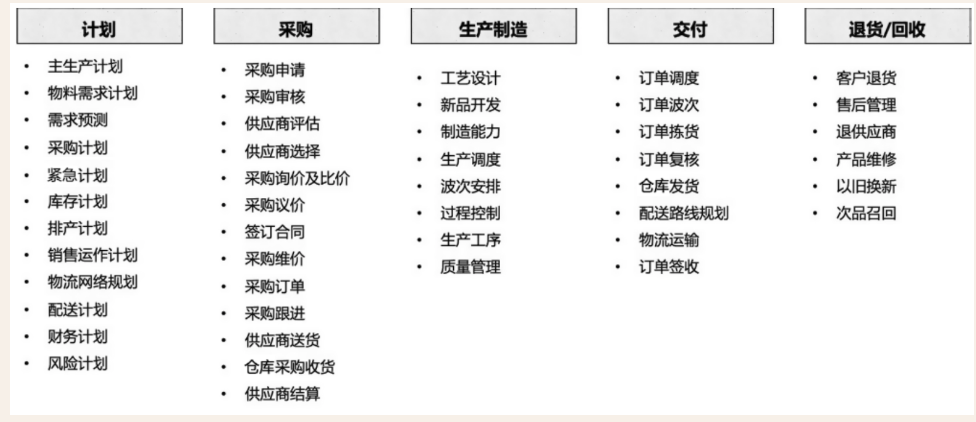 计划
• 主生产计划
• 物料需求计划
• 需求预测
• 采购计划
• 紧急计划
• 库存计划
• 排产计划
• 销售运作计划
• 物流网络规划
• 配送计划
• 财务计划
• 风险计划
采购
• 采购申请
• 采购审核
• 供应商评估
• 供应商选择
• 采购询价及比价
• 采购议价
• 签订合同
• 采购维价
• 采购订单
• 采购跟进
• 供应商送货
• 仓库采购收货
• 供应商结算
生产制造
• 工艺设计
• 新品开发
• 制造能力
• 生产调度
• 波次安排
• 过程控制
• 生产工序
• 质量管理
交付
• 订单调度
• 订单波次
• 订单拣货
• 订单复核
• 仓库发货
• 配送路线规划
• 物流运输
• 订单签收
退货/回收
• 客户退货
• 售后管理
• 退供应商
• 产品维修
• 以旧换新
• 次品召回